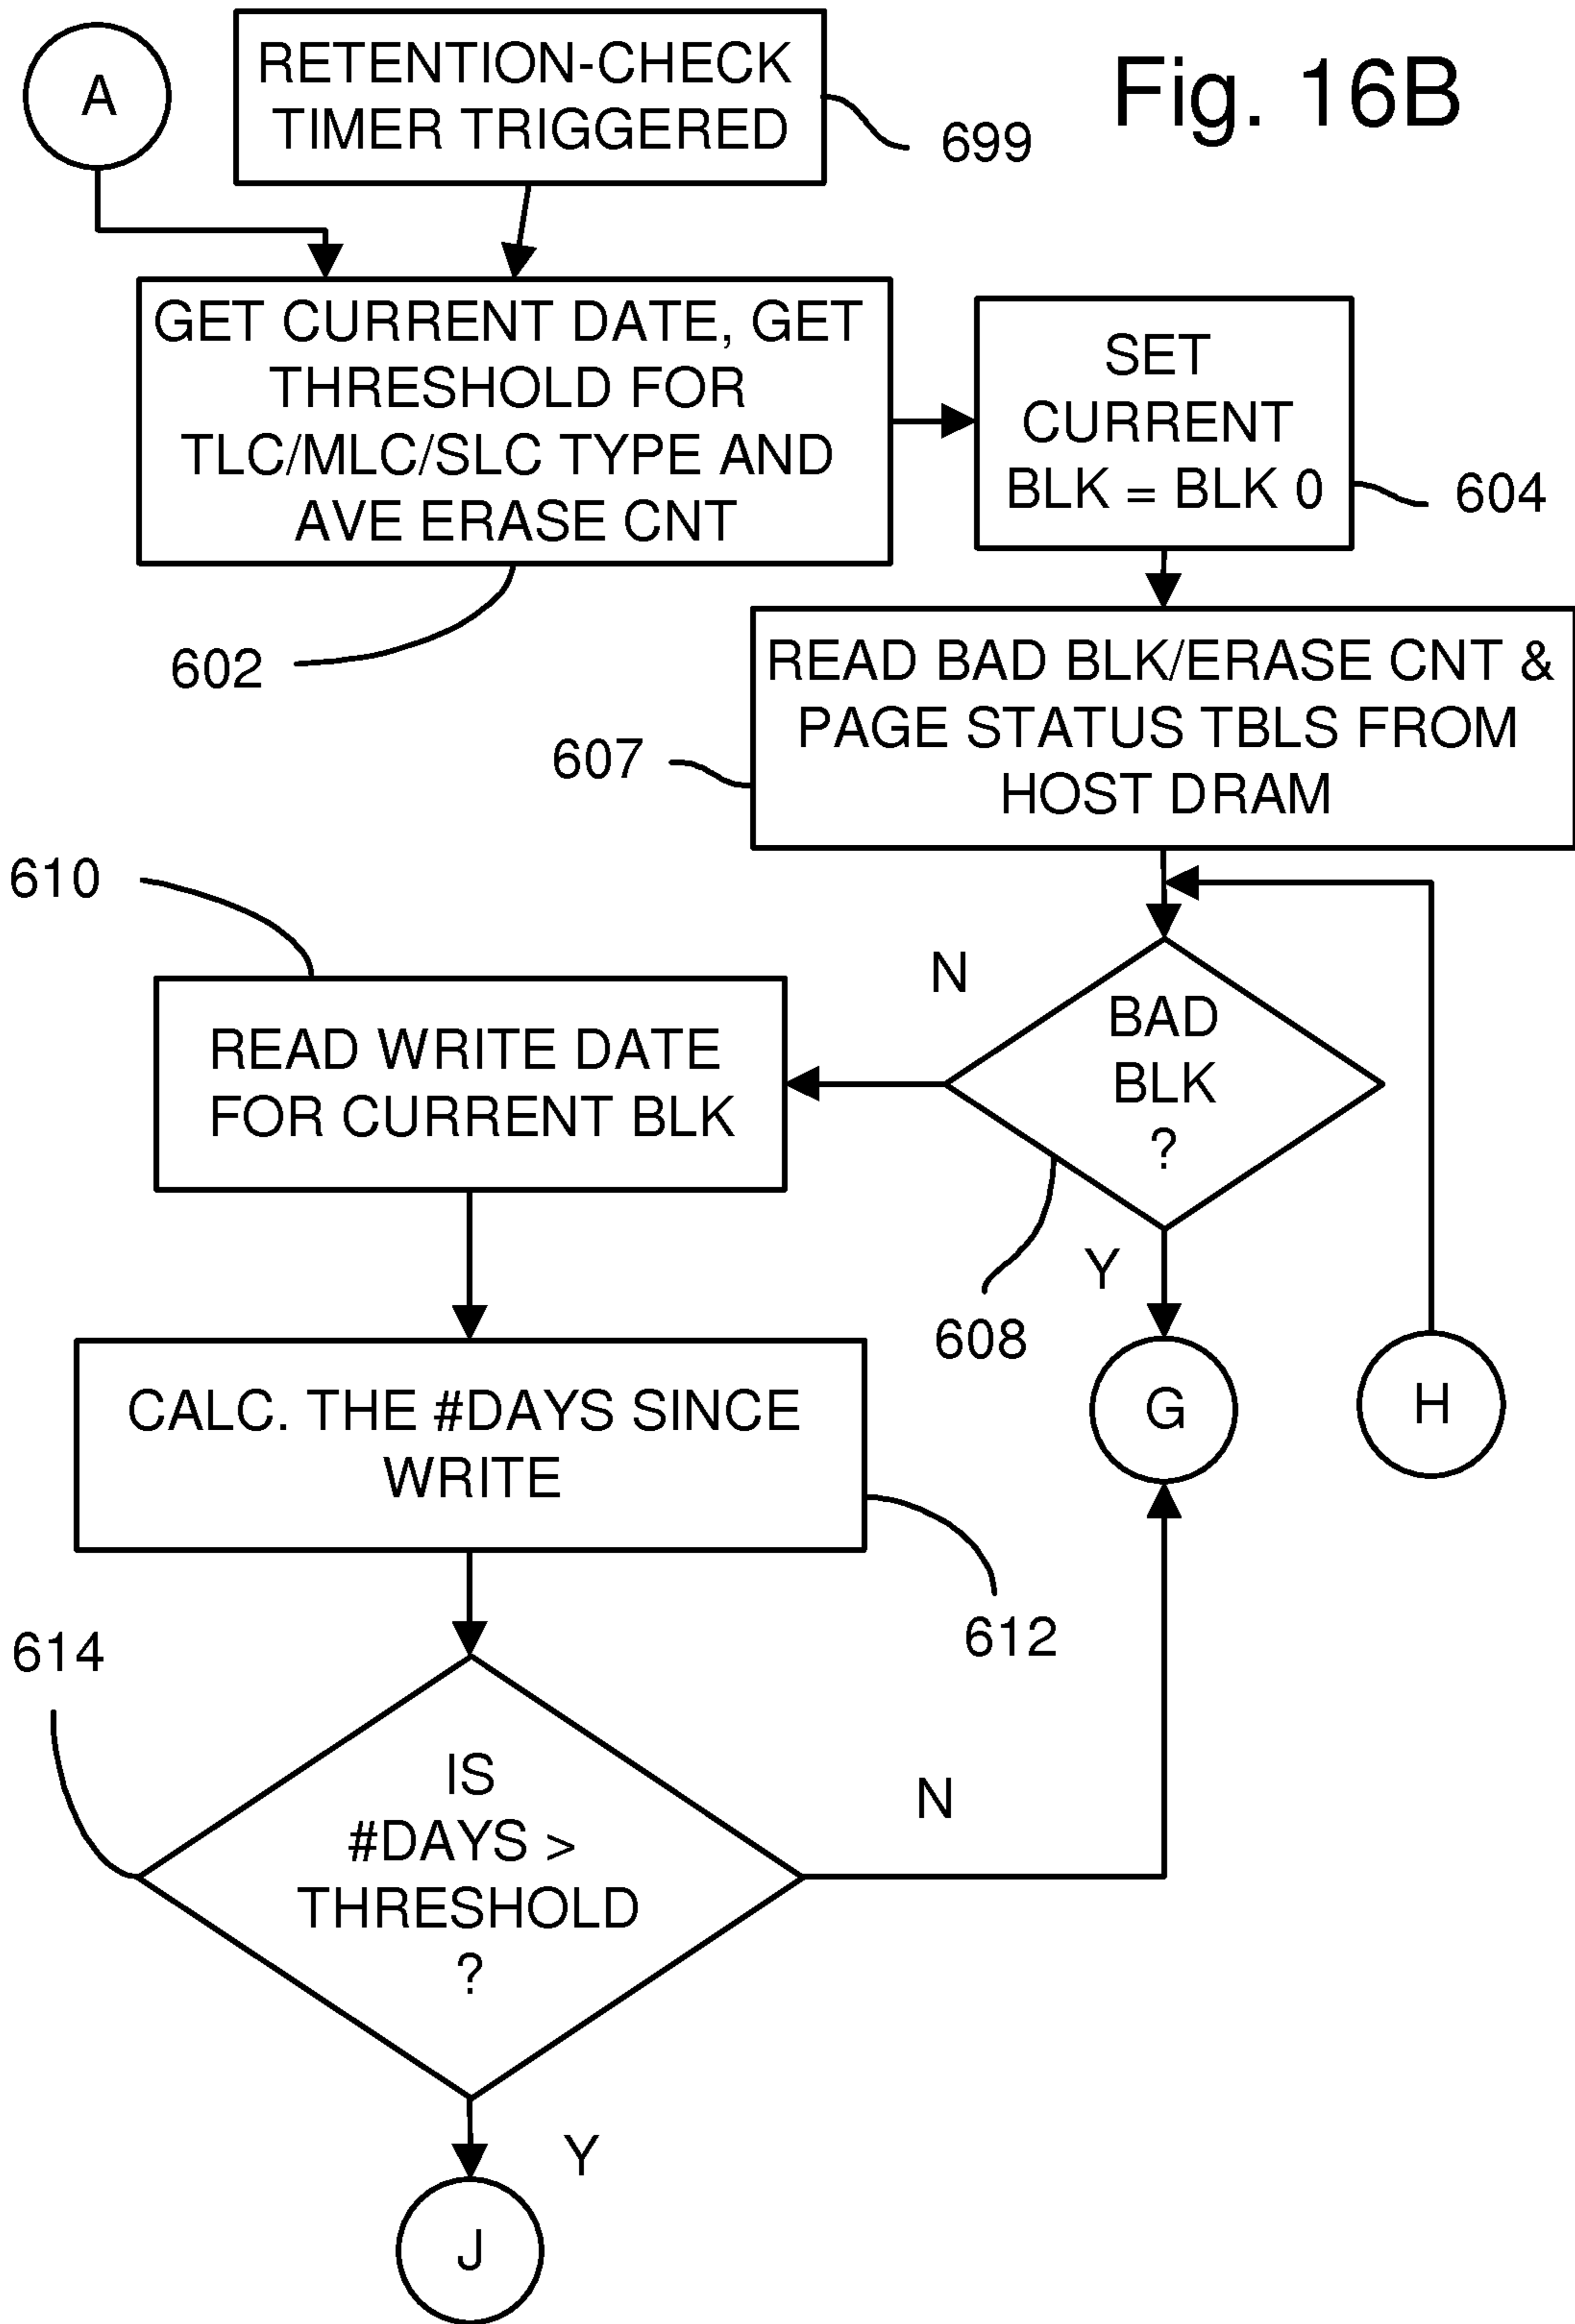 A
RETENTION-CHECK
TIMER TRIGGERED
699
Fig. 16B
GET CURRENT DATE, GET
THRESHOLD FOR
TLC/MLC/SLC TYPE AND
AVE ERASE CNT
602
SET
CURRENT
BLK = BLK 0
604
READ BAD BLK/ERASE CNT &
PAGE STATUS TBLS FROM
HOST DRAM
607
610
N
BAD
BLK
?
READ WRITE DATE
FOR CURRENT BLK
Y
608
G
H
CALC. THE #DAYS SINCE
WRITE
612
614
IS
#DAYS >
THRESHOLD
?
N
Y
J